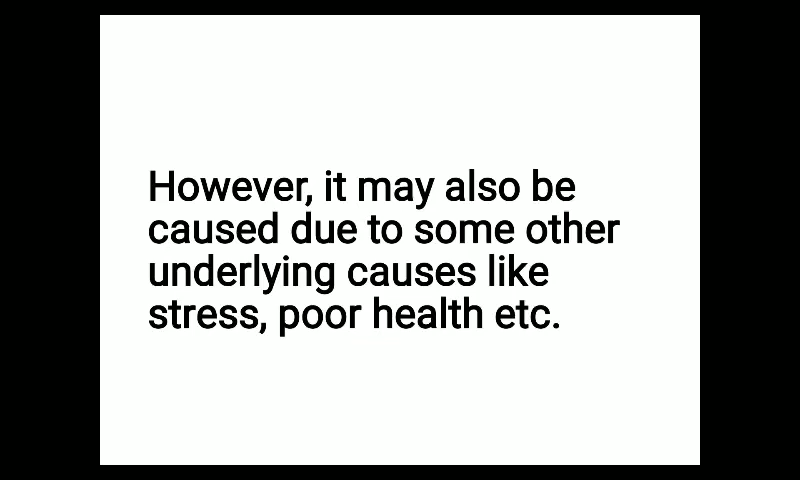 However, it may also be
caused due to some other
underlying causes like
stress, poor health etc.